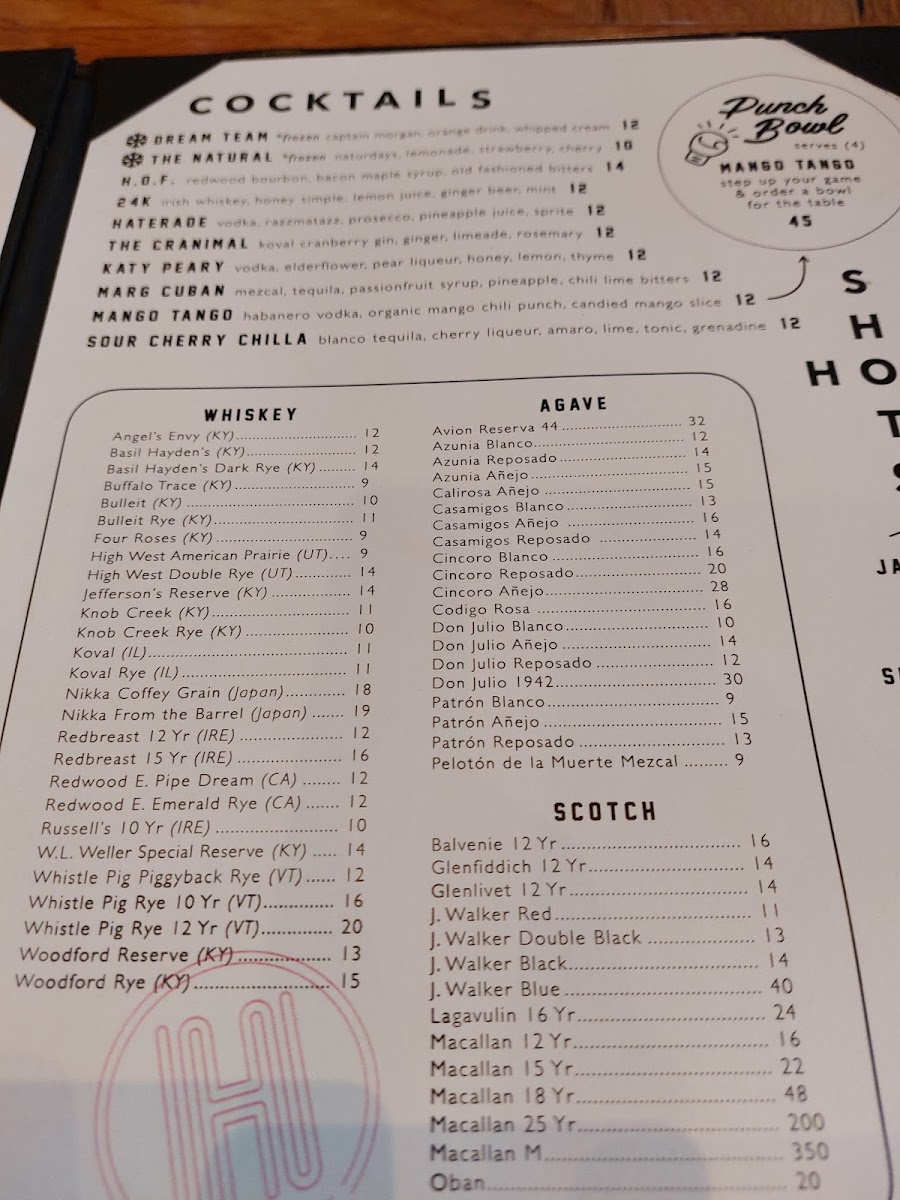 COCKTAILS
DREAM TEAM *frozen captain morgan, orange drink, whipped cream 12
THE NATURAL *frozen naturdays, lemonade, strawberry, cherry 10
H.O.F. redwood bourbon, bacon maple syrup, old fashioned bitters 14
24K irish whiskey, honey simple, lemon juice, ginger beer, mint 12
HATERADE vodka, razzmatazz, prosecco, pineapple juice, sprite 12
THE CRANIMAL koval cranberry gin, ginger, limeade, rosemary 12
KATY PEARY vodka, elderflower, pear liqueur, honey, lemon, thyme 12
MARG CUBAN mezcal, tequila, passionfruit syrup, pineapple, chili lime bitters 12
MANGO TANGO habanero vodka, organic mango chili punch, candied mango slice 12
SOUR CHERRY CHILLA blanco tequila, cherry liqueur, amaro, lime, tonic, grenadine 12
Punch
Bowl
serves (4)
MANGO TANGO
step up your game
& order a bowl
for the table
45
WHISKEY
Angel's Envy (KY)............................ 12
Basil Hayden's (KY)......................... 12
Basil Hayden's Dark Rye (KY) ......... 14
Buffalo Trace (KY)............................ 9
Bulleit (KY) ...................................... 10
Bulleit Rye (KY)................................ 11
Four Roses (KY) ............................... 9
High West American Prairie (UT).... 9
High West Double Rye (UT)............. 14
Jefferson's Reserve (KY) .................. 14
Knob Creek (KY)............................... 11
Knob Creek Rye (KY)........................ 10
Koval (IL)........................................... 11
Koval Rye (IL)................................... 11
Nikka Coffey Grain (Japan)............. 18
Nikka From the Barrel (Japan) ....... 19
Redbreast 12 Yr (IRE) ...................... 12
Redbreast 15 Yr (IRE) ...................... 16
Redwood E. Pipe Dream (CA) ........ 12
Redwood E. Emerald Rye (CA) ....... 12
Russell's 10 Yr (IRE) ......................... 10
W.L. Weller Special Reserve (KY) ..... 14
Whistle Pig Piggyback Rye (VT)...... 12
Whistle Pig Rye 10 Yr (VT).............. 16
Whistle Pig Rye 12 Yr (VT).............. 20
Woodford Reserve (KY).................. 13
Woodford Rye (KY)......................... 15
AGAVE
Avion Reserva 44 ............................ 32
Azunia Blanco................................... 12
Azunia Reposado.............................. 14
Azunia Añejo .................................... 15
Calirosa Añejo .................................. 15
Casamigos Blanco............................. 13
Casamigos Añejo ............................. 16
Casamigos Reposado ...................... 14
Cincoro Blanco ................................ 16
Cincoro Reposado........................... 20
Cincoro Añejo.................................. 28
Codigo Rosa .................................... 16
Don Julio Blanco.............................. 10
Don Julio Añejo ............................... 14
Don Julio Reposado ........................ 12
Don Julio 1942................................. 30
Patrón Blanco................................... 9
Patrón Añejo.................................... 15
Patrón Reposado ............................. 13
Pelotón de la Muerte Mezcal ......... 9
SCOTCH
Balvenie 12 Yr.................................. 16
Glenfiddich 12 Yr............................. 14
Glenlivet 12 Yr................................. 14
J. Walker Red................................... 11
J. Walker Double Black ................... 13
J. Walker Black................................. 14
J. Walker Blue .................................. 40
Lagavulin 16 Yr................................ 24
Macallan 12 Yr................................. 16
Macallan 15 Yr................................. 22
Macallan 18 Yr................................. 48
Macallan 25 Yr................................. 200
Macallan M...................................... 350
Oban................................................ 20
S
H
HO
T
S
JA